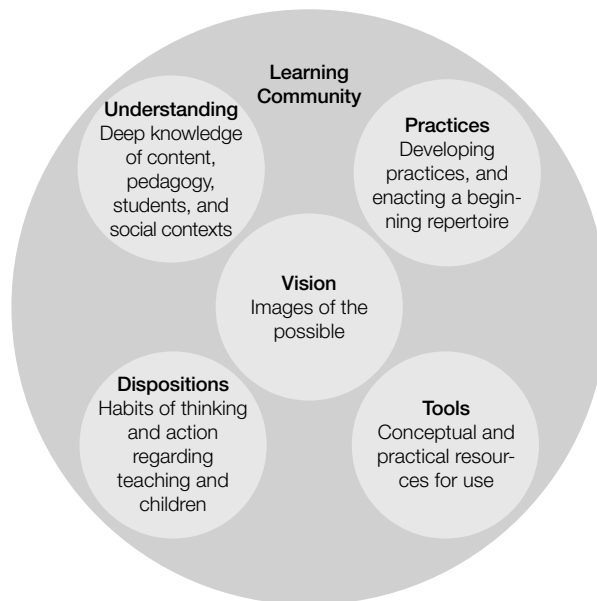 Learning
Community
Understanding
Deep knowledge
of content,
pedagogy,
students, and
social contexts
Practices
Developing
practices, and
enacting a begin-
ning repertoire
Vision
Images of the
possible
Dispositions
Habits of thinking
and action
regarding
teaching and
children
Tools
Conceptual and
practical resour-
ces for use